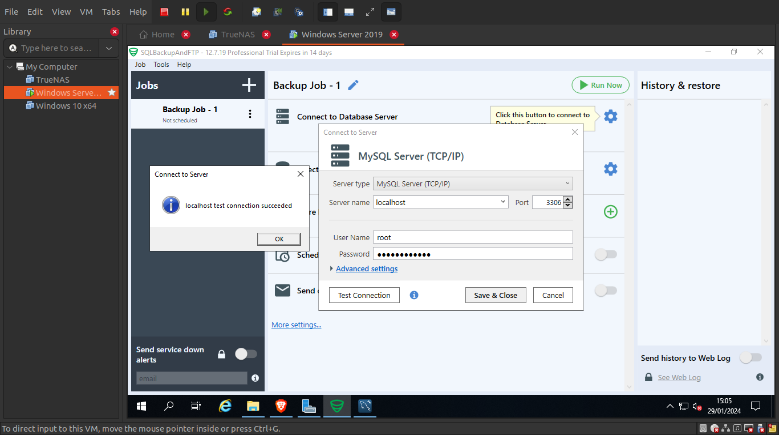 File Edit View VM Tabs Help
Library
Type here to sea...
My Computer
TrueNAS
Windows Serve...
Windows 10 x64
Home
TrueNAS
Windows Server 2019
SQLBackupAndFTP - 12.7.19 Professional Trial Expires in 14 days
Job Tools Help
Jobs
Backup Job - 1
Not scheduled
Backup Job - 1
Run Now
History & restore
Connect to Database Server
Click this button to connect to
Database Server
Connect to Server
MySQL Server (TCP/IP)
Server type MySQL Server (TCP/IP)
Server name localhost Port 3306
User Name root
Password
Advanced settings
Test Connection Save & Close Cancel
Connect to Server
localhost test connection succeeded
OK
Sched
Send
More settings...
Send service down
alerts
email
Send history to Web Log
See Web Log
15:05
29/01/2024
To direct input to this VM, move the mouse pointer inside or press Ctrl+G.